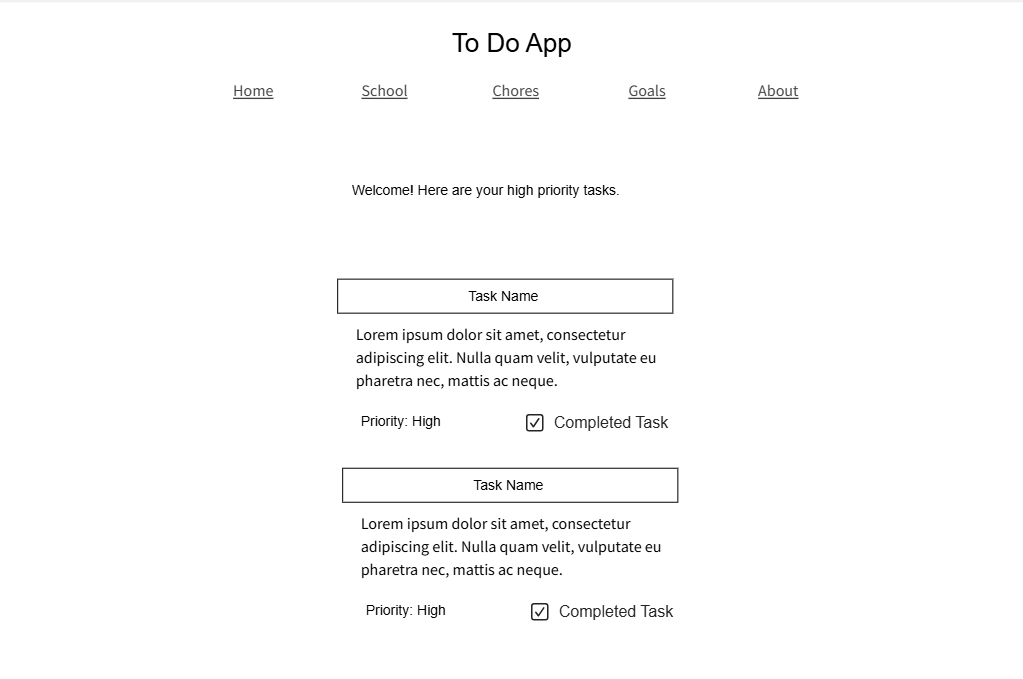 To Do App
Home School Chores Goals About
Welcome! Here are your high priority tasks.
Task Name
Lorem ipsum dolor sit amet, consectetur
adipiscing elit. Nulla quam velit, vulputate eu
pharetra nec, mattis ac neque.
Priority: High Completed Task
Task Name
Lorem ipsum dolor sit amet, consectetur
adipiscing elit. Nulla quam velit, vulputate eu
pharetra nec, mattis ac neque.
Priority: High Completed Task